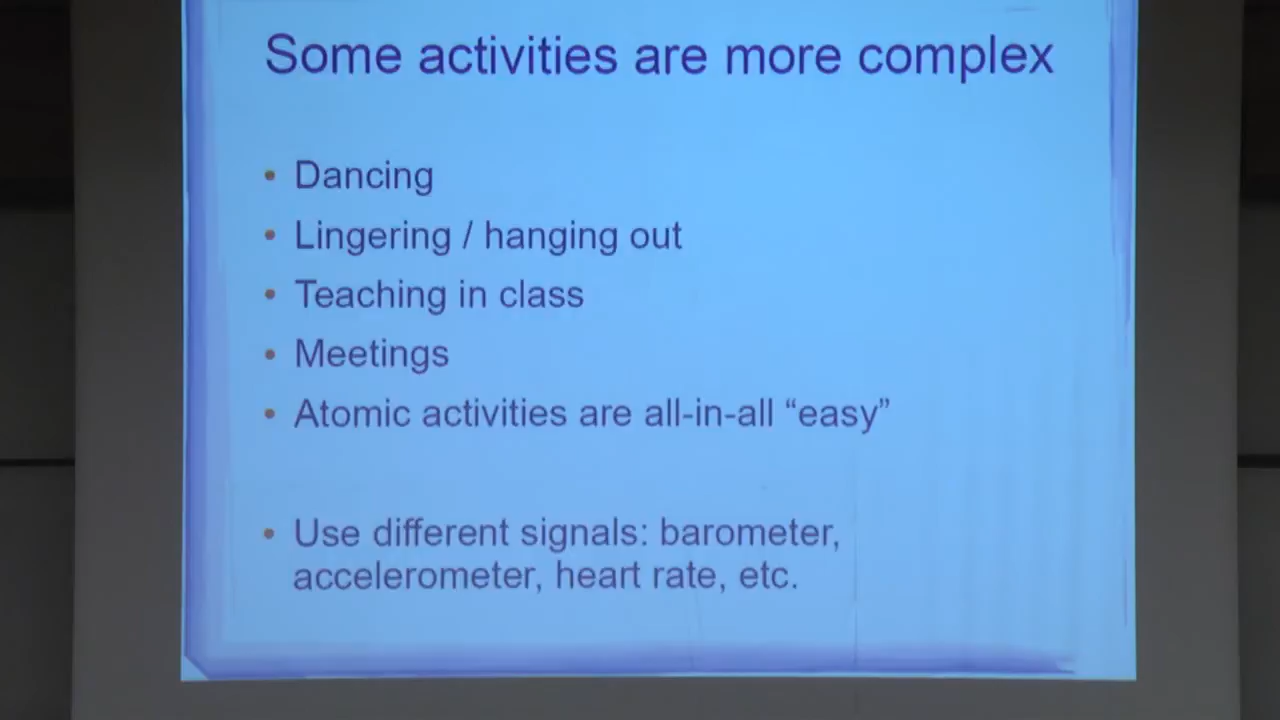 Some activities are more complex
• Dancing
• Lingering / hanging out
• Teaching in class
• Meetings
• Atomic activities are all-in-all “easy”
• Use different signals: barometer,
accelerometer, heart rate, etc.